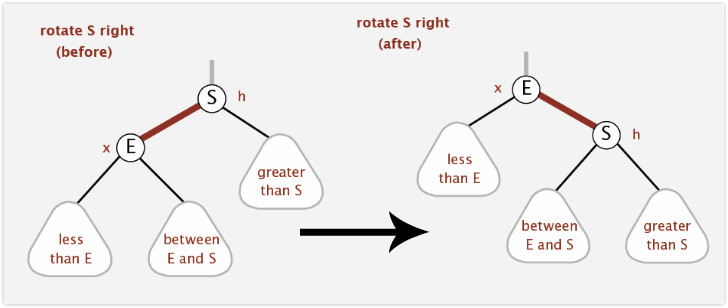 rotate S right
(before)
S
h
x
E
greater
than S
less
than E
between
E and S
rotate S right
(after)
x
E
S
h
less
than E
between
E and S
greater
than S